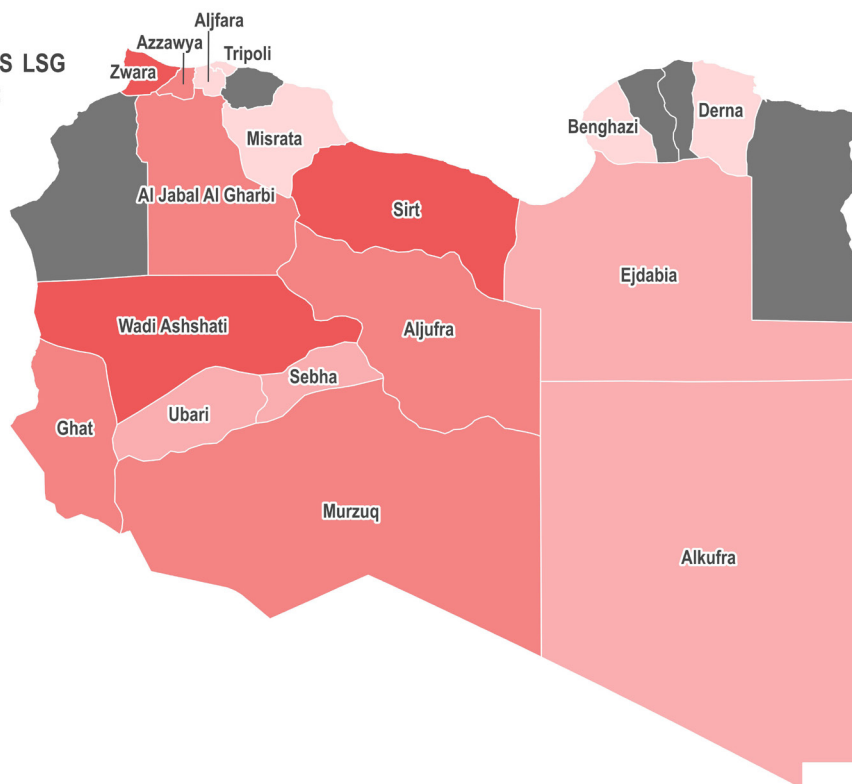 Aljfara
Azzawya
Tripoli
S LSG
Zwara
Misrata
Benghazi
Derna
Al Jabal Al Gharbi
Sirt
Ejdabia
Wadi Ashshati
Aljufra
Sebha
Ubari
Ghat
Murzuq
Alkufra